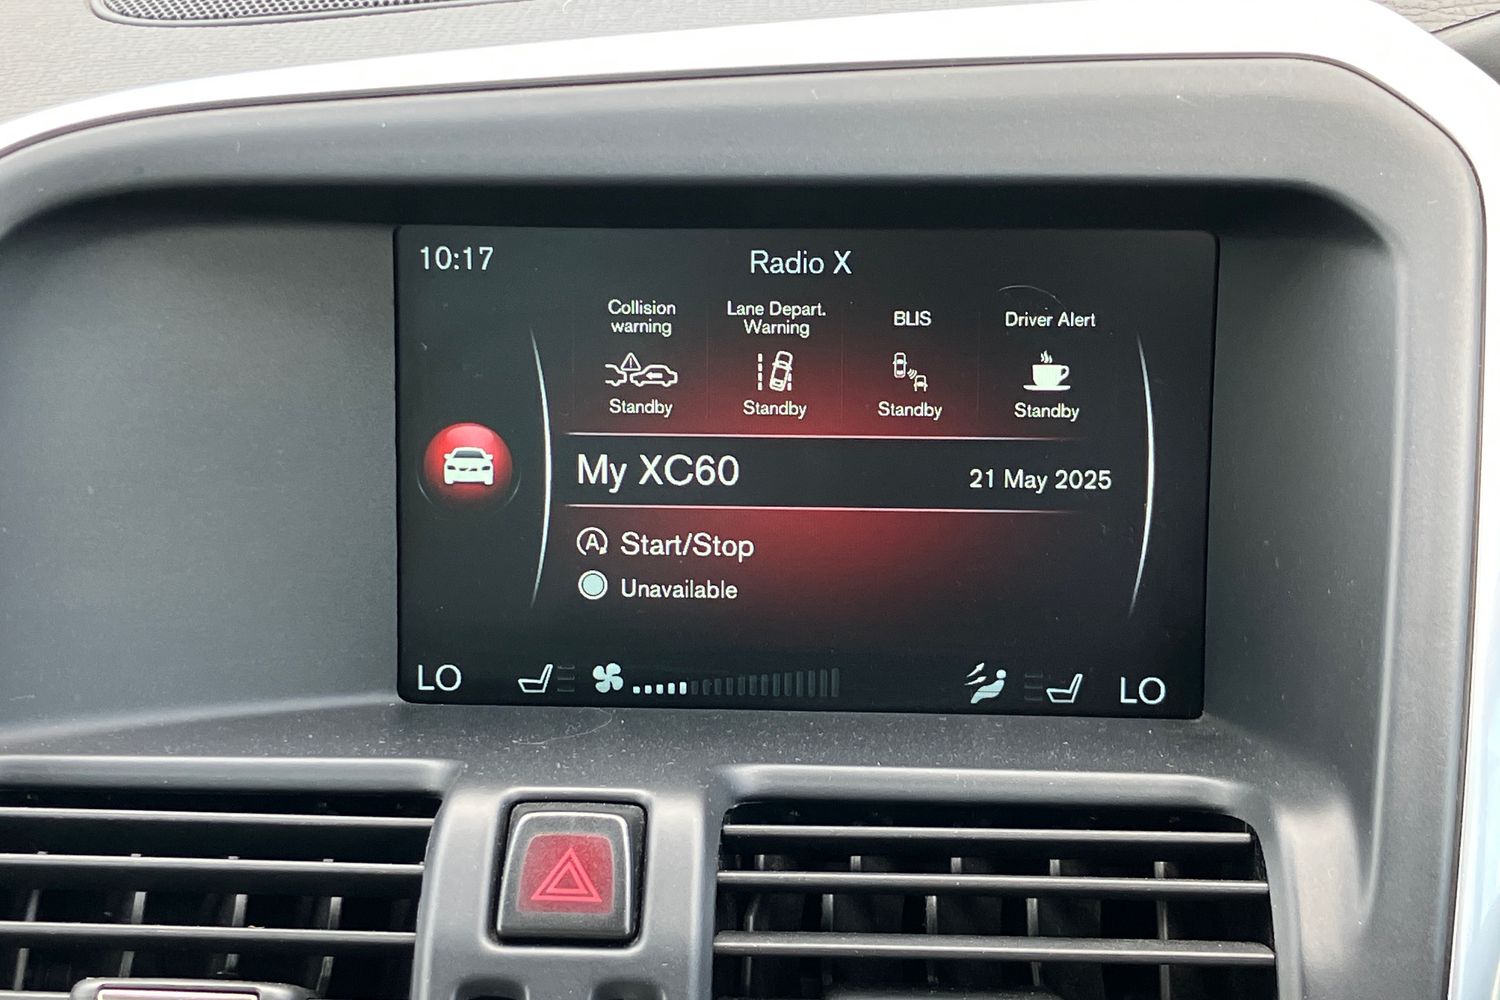 10:17
Radio X
Collision
warning
Lane Depart.
Warning
BLIS
Driver Alert
Standby
Standby
Standby
Standby
My XC60
21 May 2025
A Start/Stop
Unavailable
LO
LO